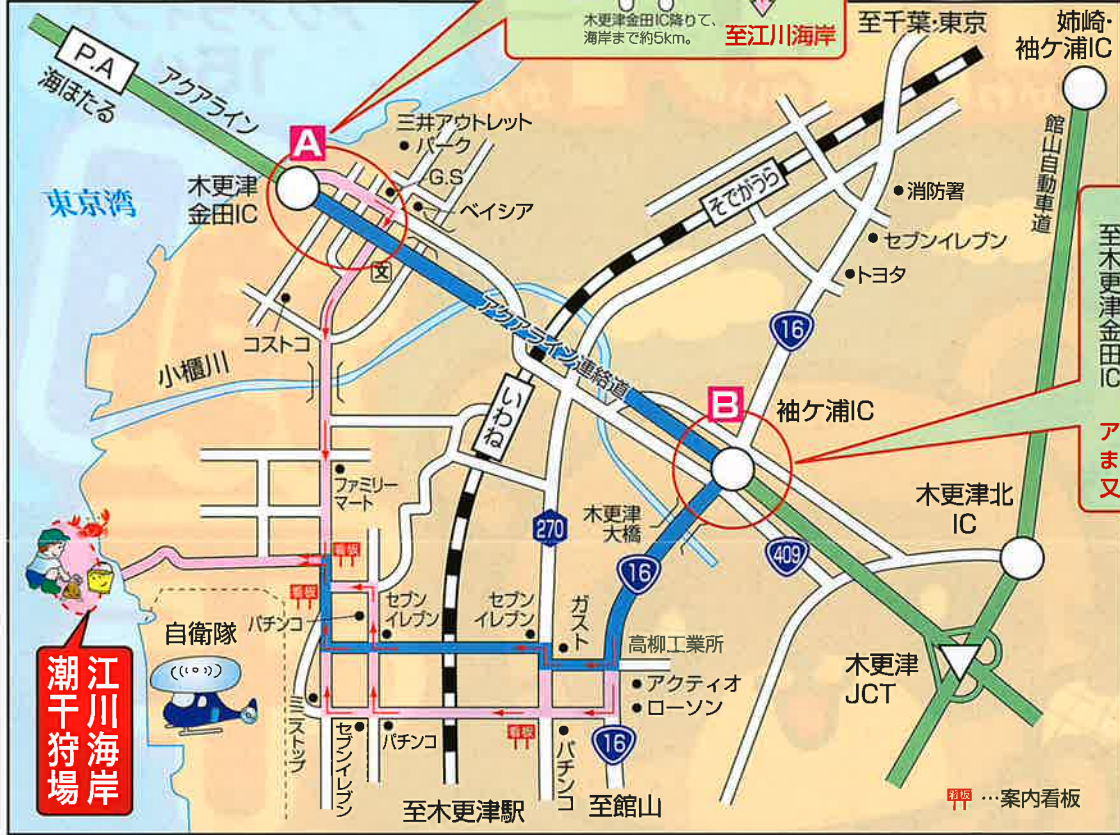 木更津金田IC降りて、
海岸まで約5km。
至江川海岸
至千葉・東京
姉崎・
袖ケ浦IC
P.A
海ほたる
アクアライン
A
三井アウトレット
パーク
G.S
ベイシア
木更津
金田IC
東京湾
文
コストコ
小櫃川
そでがうら
消防署
セブンイレブン
トヨタ
館山自動車道
至木更津金田IC
ア
ま
又
16
アクアライン連絡道
いわね
B
袖ケ浦IC
木更津北
IC
ファミリー
マート
270
木更津
大橋
16
409
看板
看板
パチンコ
セブン
イレブン
セブン
イレブン
ガスト
高柳工業所
自衛隊
アクティオ
ローソン
木更津
JCT
江川海岸
潮干狩場
ミニストップ
セブンイレブン
パチンコ
看板
パチンコ
16
至木更津駅
至館山
看板…案内看板